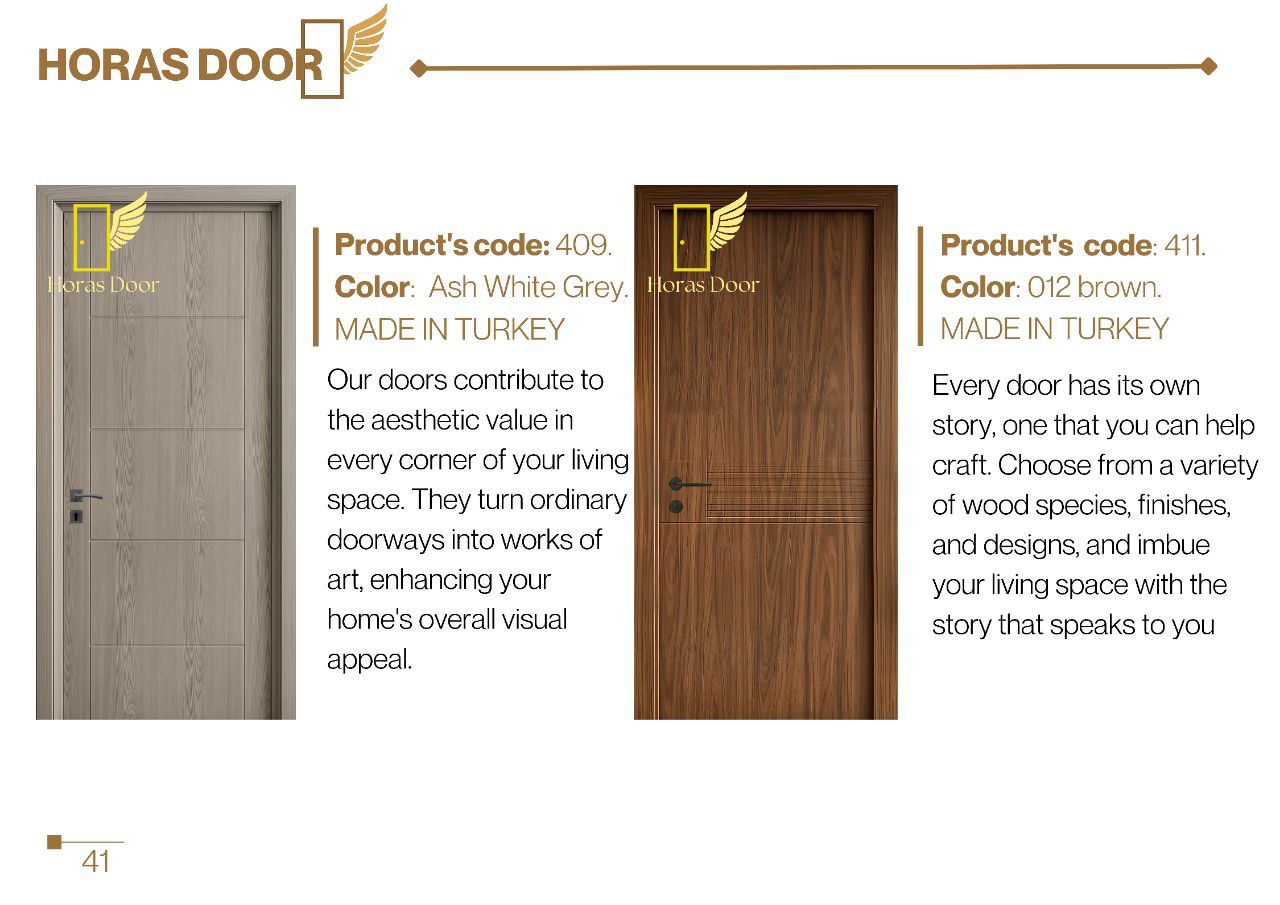 HORAS DOOR
Horas Door
Product's code: 409.
Color:  Ash White Grey.
MADE IN TURKEY
Our doors contribute to
the aesthetic value in
every corner of your living
space. They turn ordinary
doorways into works of
art, enhancing your
home's overall visual
appeal.
Horas Door
Product's  code: 411.
Color: 012 brown.
MADE IN TURKEY
Every door has its own
story, one that you can help
craft. Choose from a variety
of wood species, finishes,
and designs, and imbue
your living space with the
story that speaks to you
41